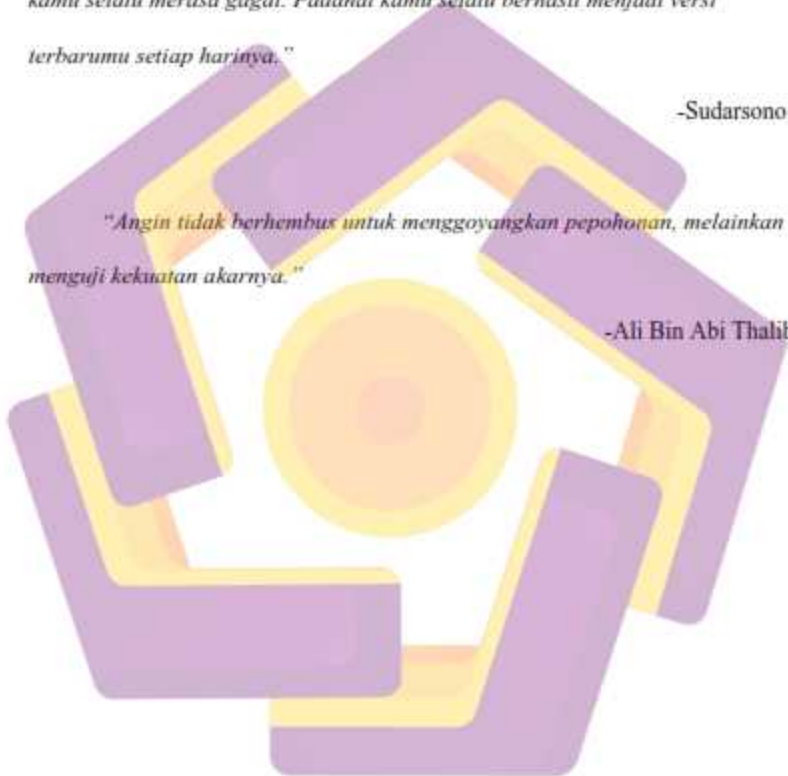 kamu selalu merasa gagal. Padahal kamu selalu berhasil menjadi versi
terbarumu setiap harinya.”
-Sudarsono
“Angin tidak berhembus untuk menggoyangkan pepohonan, melainkan
menguji kekuatan akarnya.”
-Ali Bin Abi Thalib